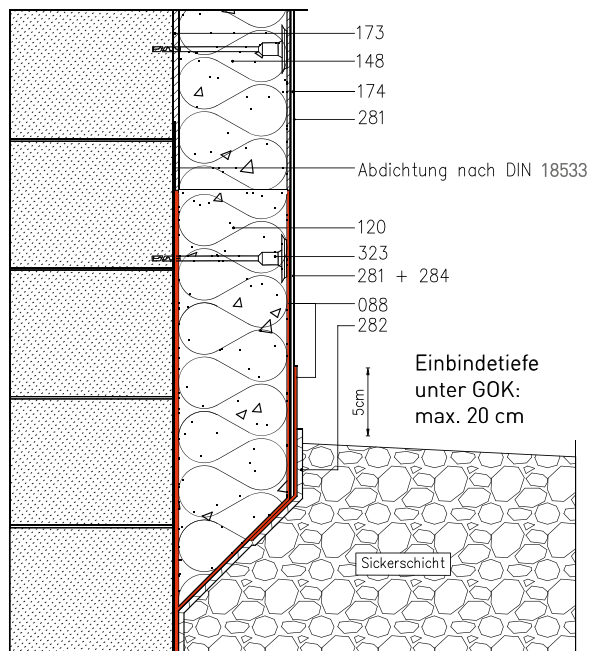 173
148
174
281
Abdichtung nach DIN 18533
120
323
281 + 284
088
282
5cm
Einbindetiefe
unter GOK:
max. 20 cm
Sickerschicht